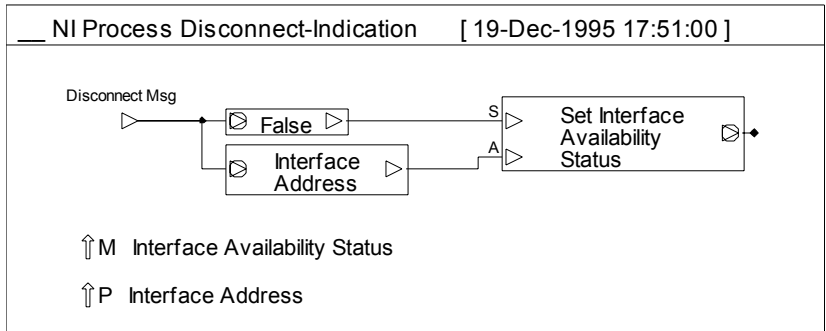 __ NI Process Disconnect-Indication [ 19-Dec-1995 17:51:00 ]
Disconnect Msg
False
Interface
Address
S
A
Set Interface
Availability
Status
⇧ M Interface Availability Status
⇧ P Interface Address